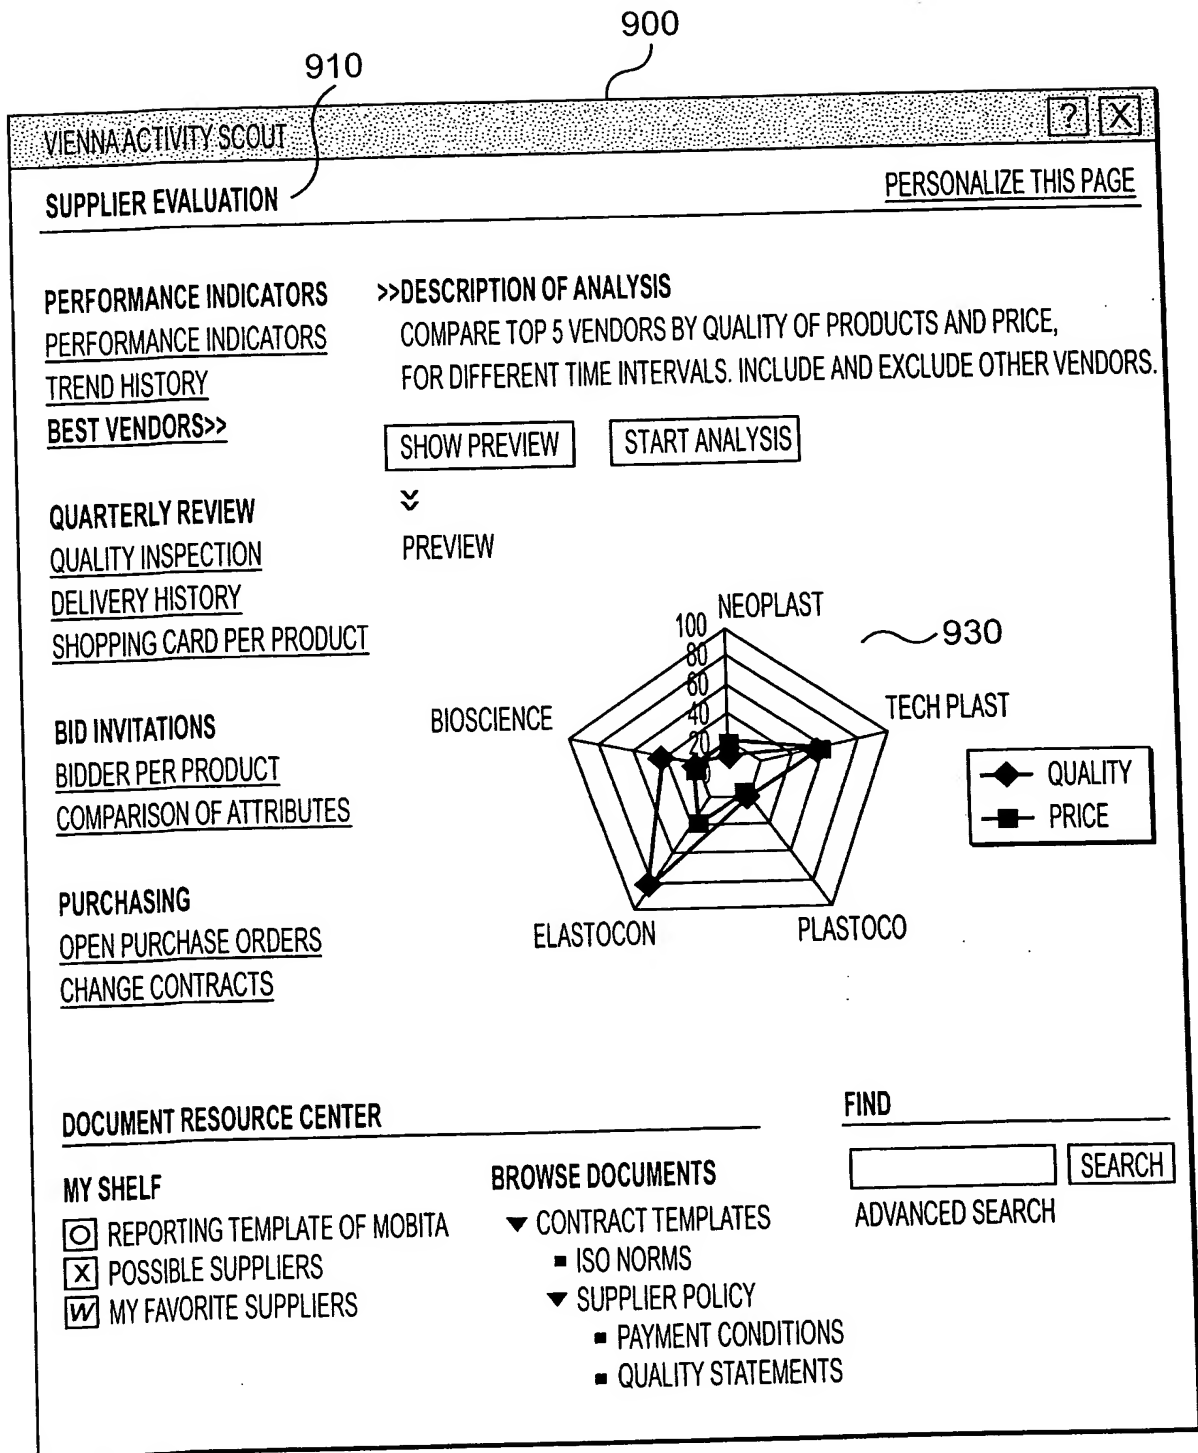 900
910
VIENNA ACTIVITY SCOUT
? X
SUPPLIER EVALUATION
PERSONALIZE THIS PAGE
PERFORMANCE INDICATORS
PERFORMANCE INDICATORS
TREND HISTORY
BEST VENDORS>>
QUARTERLY REVIEW
QUALITY INSPECTION
DELIVERY HISTORY
SHOPPING CARD PER PRODUCT
BID INVITATIONS
BIDDER PER PRODUCT
COMPARISON OF ATTRIBUTES
PURCHASING
OPEN PURCHASE ORDERS
CHANGE CONTRACTS
>>DESCRIPTION OF ANALYSIS
COMPARE TOP 5 VENDORS BY QUALITY OF PRODUCTS AND PRICE,
FOR DIFFERENT TIME INTERVALS. INCLUDE AND EXCLUDE OTHER VENDORS.
SHOW PREVIEW
START ANALYSIS
PREVIEW
NEOPLAST
100
80
60
40
20
0
930
TECH PLAST
BIOSCIENCE
ELASTOCON
PLASTOCO
QUALITY
PRICE
DOCUMENT RESOURCE CENTER
MY SHELF
O REPORTING TEMPLATE OF MOBITA
X POSSIBLE SUPPLIERS
W MY FAVORITE SUPPLIERS
BROWSE DOCUMENTS
CONTRACT TEMPLATES
ISO NORMS
SUPPLIER POLICY
PAYMENT CONDITIONS
QUALITY STATEMENTS
FIND
SEARCH
ADVANCED SEARCH